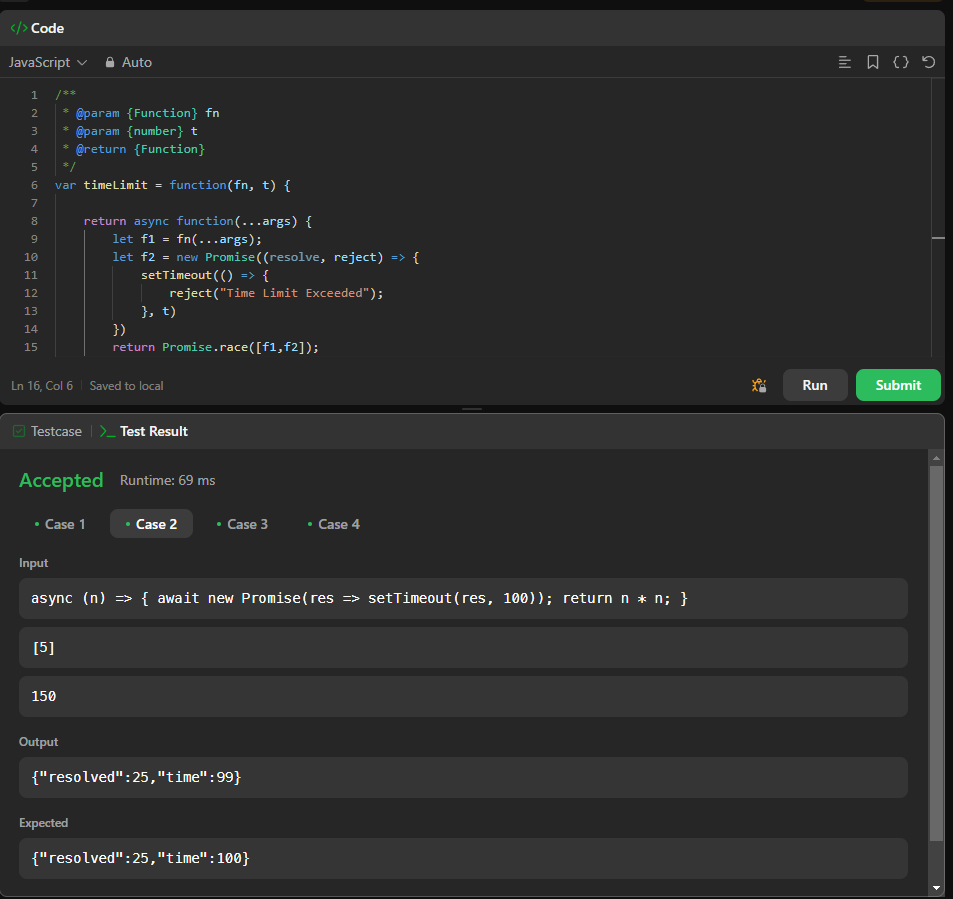 </> Code
JavaScript Auto
1 /**
2 * @param {Function} fn
3 * @param {number} t
4 * @return {Function}
5 */
6 var timeLimit = function(fn, t) {
7
8 return async function(...args) {
9 let f1 = fn(...args);
10 let f2 = new Promise((resolve, reject) => {
11 setTimeout(() => {
12 reject("Time Limit Exceeded");
13 }, t)
14 })
15 return Promise.race([f1,f2]);
Ln 16, Col 6 Saved to local Run Submit
Testcase >_ Test Result
Accepted Runtime: 69 ms
• Case 1 • Case 2 • Case 3 • Case 4
Input
async (n) => { await new Promise(res => setTimeout(res, 100)); return n * n; }
[5]
150
Output
{"resolved":25,"time":99}
Expected
{"resolved":25,"time":100}